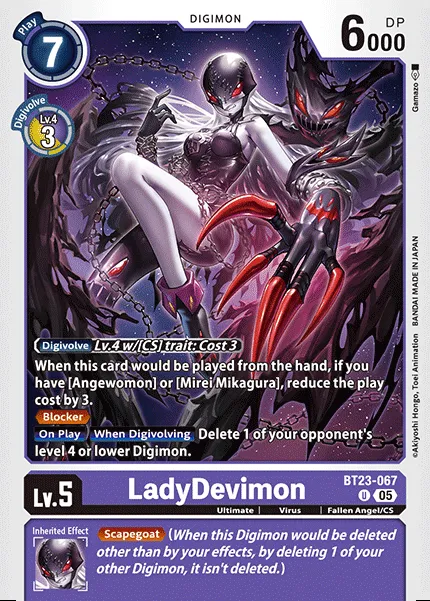 DIGIMON
Play
7
6000
DP
Digivolve
Lv.4
3
Gamazo
©Akiyoshi Hongo, Toei Animation BANDAI MADE IN JAPAN
Digivolve Lv.4 w/[CS] trait: Cost 3
When this card would be played from the hand, if you
have [Angewomon] or [Mirei Mikagura], reduce the play
cost by 3.
Blocker
On Play When Digivolving Delete 1 of your opponent's
level 4 or lower Digimon.
Lv.5
LadyDevimon
BT23-067
U 05
Ultimate Virus Fallen Angel/CS
Inherited Effect
Scapegoat (When this Digimon would be deleted
other than by your effects, by deleting 1 of your
other Digimon, it isn't deleted.)